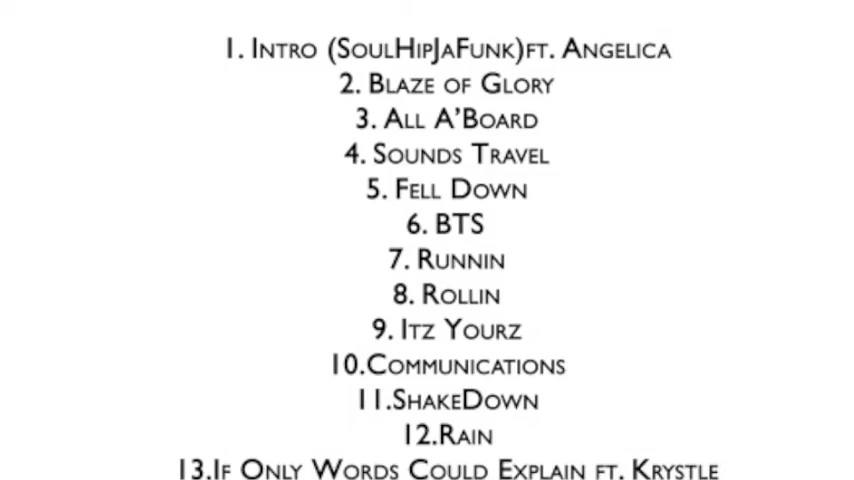 1. Intro (SoulHipJaFunk)ft. Angelica
2. Blaze of Glory
3. All A'Board
4. Sounds Travel
5. Fell Down
6. BTS
7. Runnin
8. Rollin
9. Itz Yourz
10.Communications
11.ShakeDown
12.Rain
13.If Only Words Could Explain ft. Krystle